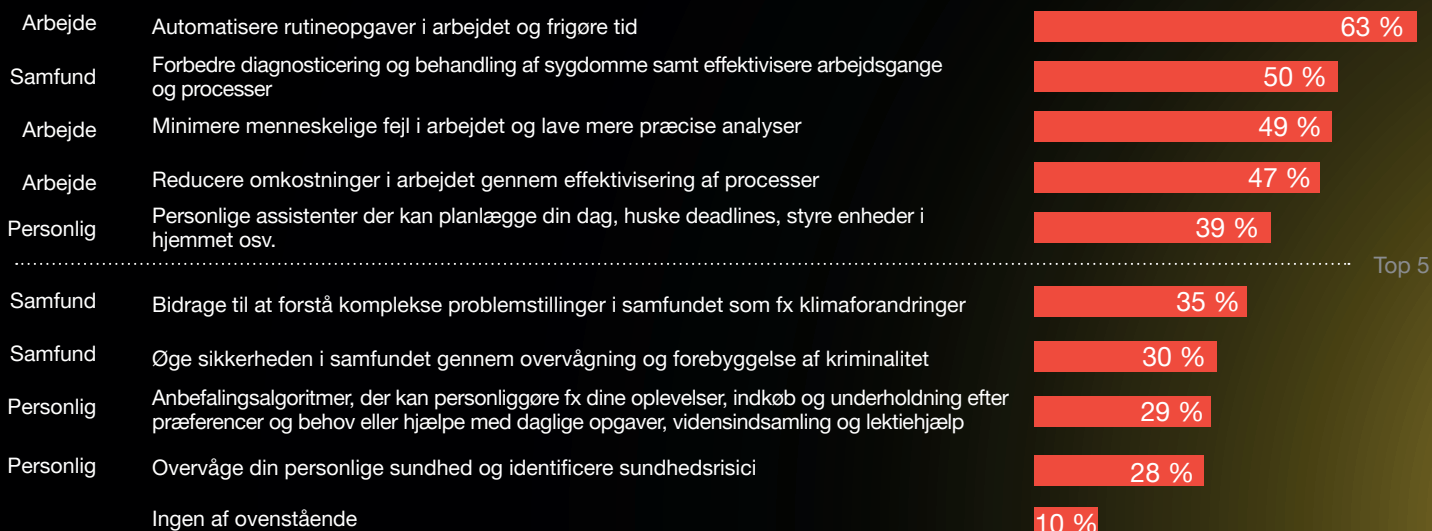 Arbejde Automatisere rutineopgaver i arbejdet og frigøre tid 63 %
Samfund Forbedre diagnosticering og behandling af sygdomme samt effektivisere arbejdsgange
og processer 50 %
Arbejde Minimere menneskelige fejl i arbejdet og lave mere præcise analyser 49 %
Arbejde Reducere omkostninger i arbejdet gennem effektivisering af processer 47 %
Personlig Personlige assistenter der kan planlægge din dag, huske deadlines, styre enheder i
hjemmet osv. 39 %
Top 5
Samfund Bidrage til at forstå komplekse problemstillinger i samfundet som fx klimaforandringer 35 %
Samfund Øge sikkerheden i samfundet gennem overvågning og forebyggelse af kriminalitet 30 %
Personlig Anbefalingsalgoritmer, der kan personliggøre fx dine oplevelser, indkøb og underholdning efter
præferencer og behov eller hjælpe med daglige opgaver, vidensindsamling og lektiehjælp 29 %
Personlig Overvåge din personlige sundhed og identificere sundhedsrisici 28 %
Ingen af ovenstående 10 %